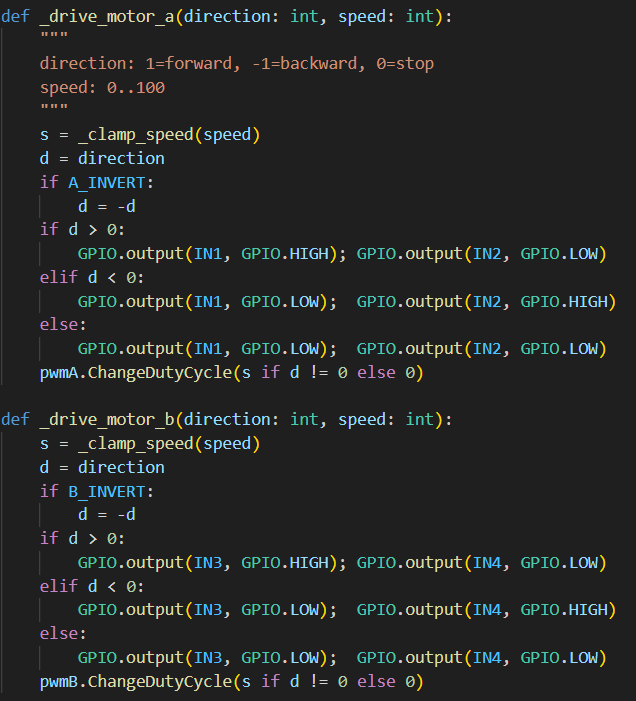 def _drive_motor_a(direction: int, speed: int):
    """
    direction: 1=forward, -1=backward, 0=stop
    speed: 0..100
    """
    s = _clamp_speed(speed)
    d = direction
    if A_INVERT:
        d = -d
    if d > 0:
        GPIO.output(IN1, GPIO.HIGH); GPIO.output(IN2, GPIO.LOW)
    elif d < 0:
        GPIO.output(IN1, GPIO.LOW);  GPIO.output(IN2, GPIO.HIGH)
    else:
        GPIO.output(IN1, GPIO.LOW);  GPIO.output(IN2, GPIO.LOW)
    pwmA.ChangeDutyCycle(s if d != 0 else 0)

def _drive_motor_b(direction: int, speed: int):
    s = _clamp_speed(speed)
    d = direction
    if B_INVERT:
        d = -d
    if d > 0:
        GPIO.output(IN3, GPIO.HIGH); GPIO.output(IN4, GPIO.LOW)
    elif d < 0:
        GPIO.output(IN3, GPIO.LOW);  GPIO.output(IN4, GPIO.HIGH)
    else:
        GPIO.output(IN3, GPIO.LOW);  GPIO.output(IN4, GPIO.LOW)
    pwmB.ChangeDutyCycle(s if d != 0 else 0)